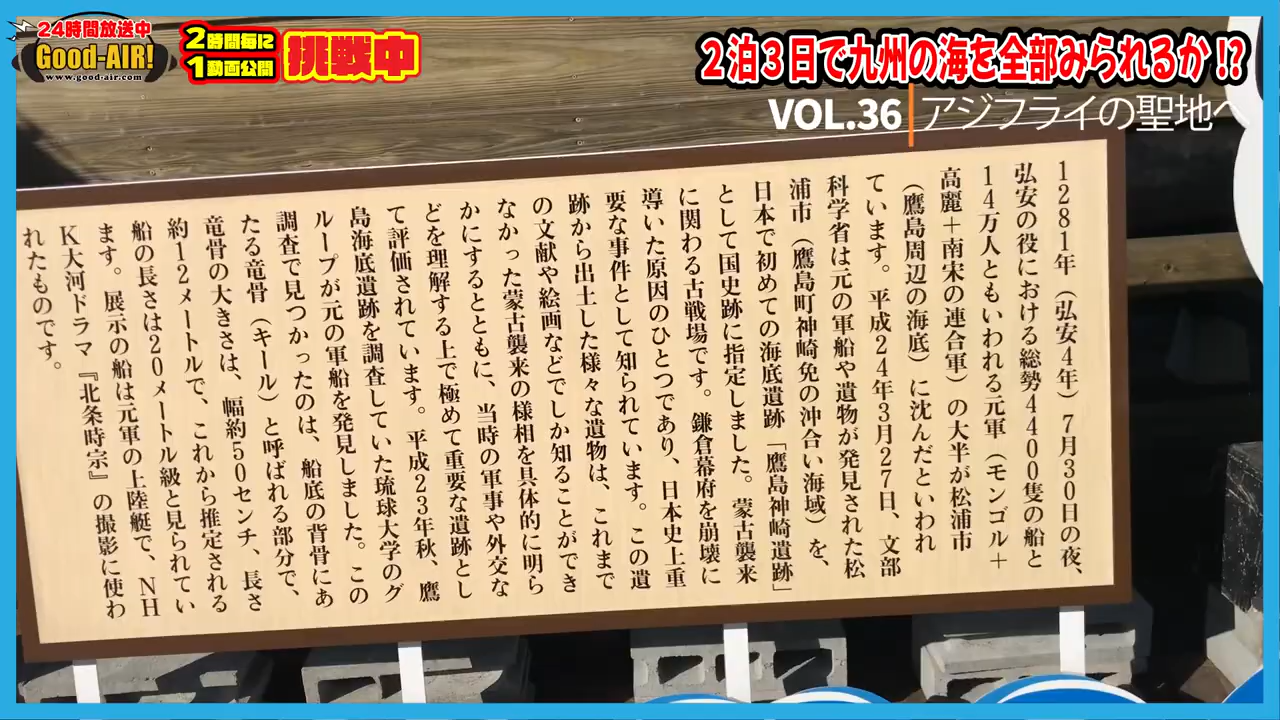 24時間放送中
Good-AIR!
www.good-air.com
2時間毎に
1動画公開
挑戦中
2泊3日で九州の海を全部みられるか!?
VOL.36
アジフライの聖地へ
1281年（弘安4年）7月30日の夜、
弘安の役における総勢4400隻の船と
14万人ともいわれる元軍（モンゴル＋
高麗＋南宋の連合軍）の大半が松浦市
（鷹島周辺の海底）に沈んだといわれ
ています。平成24年3月27日、文部
科学省は元の軍船や遺物が発見された松
浦市（鷹島町神崎免の沖合い海域）を、
日本で初めての海底遺跡「鷹島神崎遺跡」
として国史跡に指定しました。蒙古襲来
に関わる古戦場です。鎌倉幕府を崩壊に
導いた原因のひとつであり、日本史上重
要な事件として知られています。この遺
跡から出土した様々な遺物は、これまで
の文献や絵画などでしか知ることができ
なかった蒙古襲来の様相を具体的に明ら
かにするとともに、当時の軍事や外交な
どを理解する上で極めて重要な遺跡とし
て評価されています。平成23年秋、鷹
島海底遺跡を調査していた琉球大学のグ
ループが元の軍船を発見しました。この
調査で見つかったのは、船底の背骨にあ
たる竜骨（キール）と呼ばれる部分で、
竜骨の大きさは、幅約50センチ、長さ
約12メートルで、これから推定される
船の長さは20メートル級と見られてい
ます。展示の船は元軍の上陸艇で、NH
K大河ドラマ『北条時宗』の撮影に使わ
れたものです。